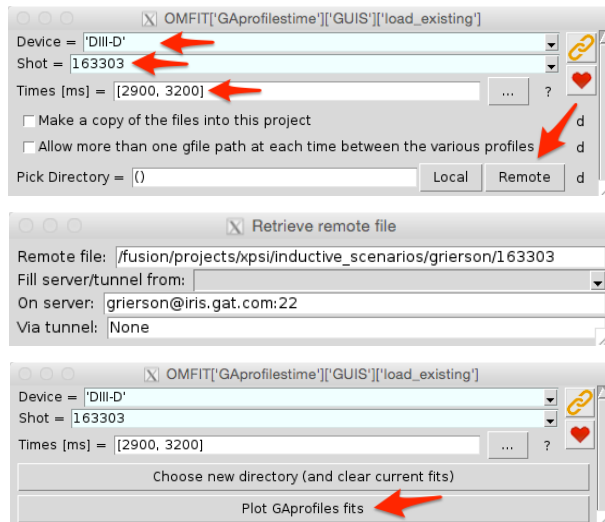 OMFIT['GAprofilestime']['GUIS']['load_existing']
Device = 'DIII-D'
Shot = 163303
Times [ms] = [2900, 3200] ... ?
Make a copy of the files into this project d
Allow more than one gfile path at each time between the various profiles d
Pick Directory = () Local Remote d
Retrieve remote file
Remote file: /fusion/projects/xpsi/inductive_scenarios/grierson/163303
Fill server/tunnel from:
On server: grierson@iris.gat.com:22
Via tunnel: None
OMFIT['GAprofilestime']['GUIS']['load_existing']
Device = 'DIII-D'
Shot = 163303
Times [ms] = [2900, 3200] ... ?
Choose new directory (and clear current fits)
Plot GAprofiles fits